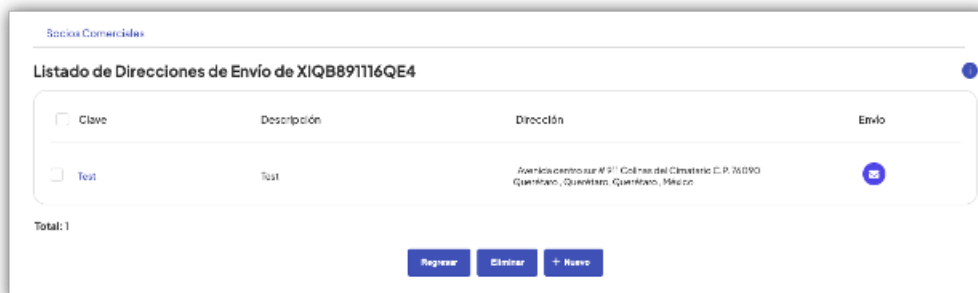 Socios Comerciales
Listado de Direcciones de Envío de XIQB891116QE4
Clave Descripción Dirección Envío
Test Test Avenida centro sur # 911 Colinas del Cimatario C.P. 76090
Querétaro, Querétaro, Querétaro, México
Total: 1
Regresar Eliminar + Nuevo